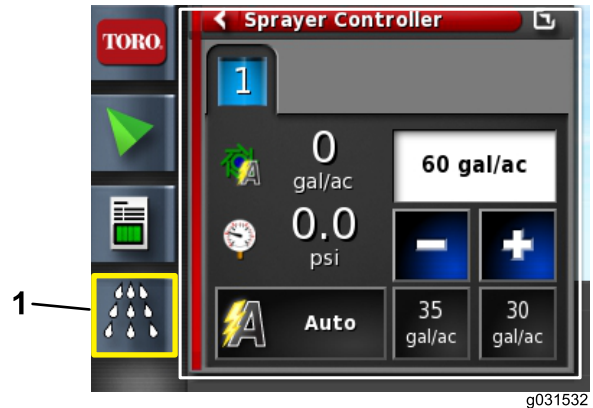 TORO.
Sprayer Controller
1
0
gal/ac
60 gal/ac
0.0
psi
A Auto
35
gal/ac
30
gal/ac
1
g031532